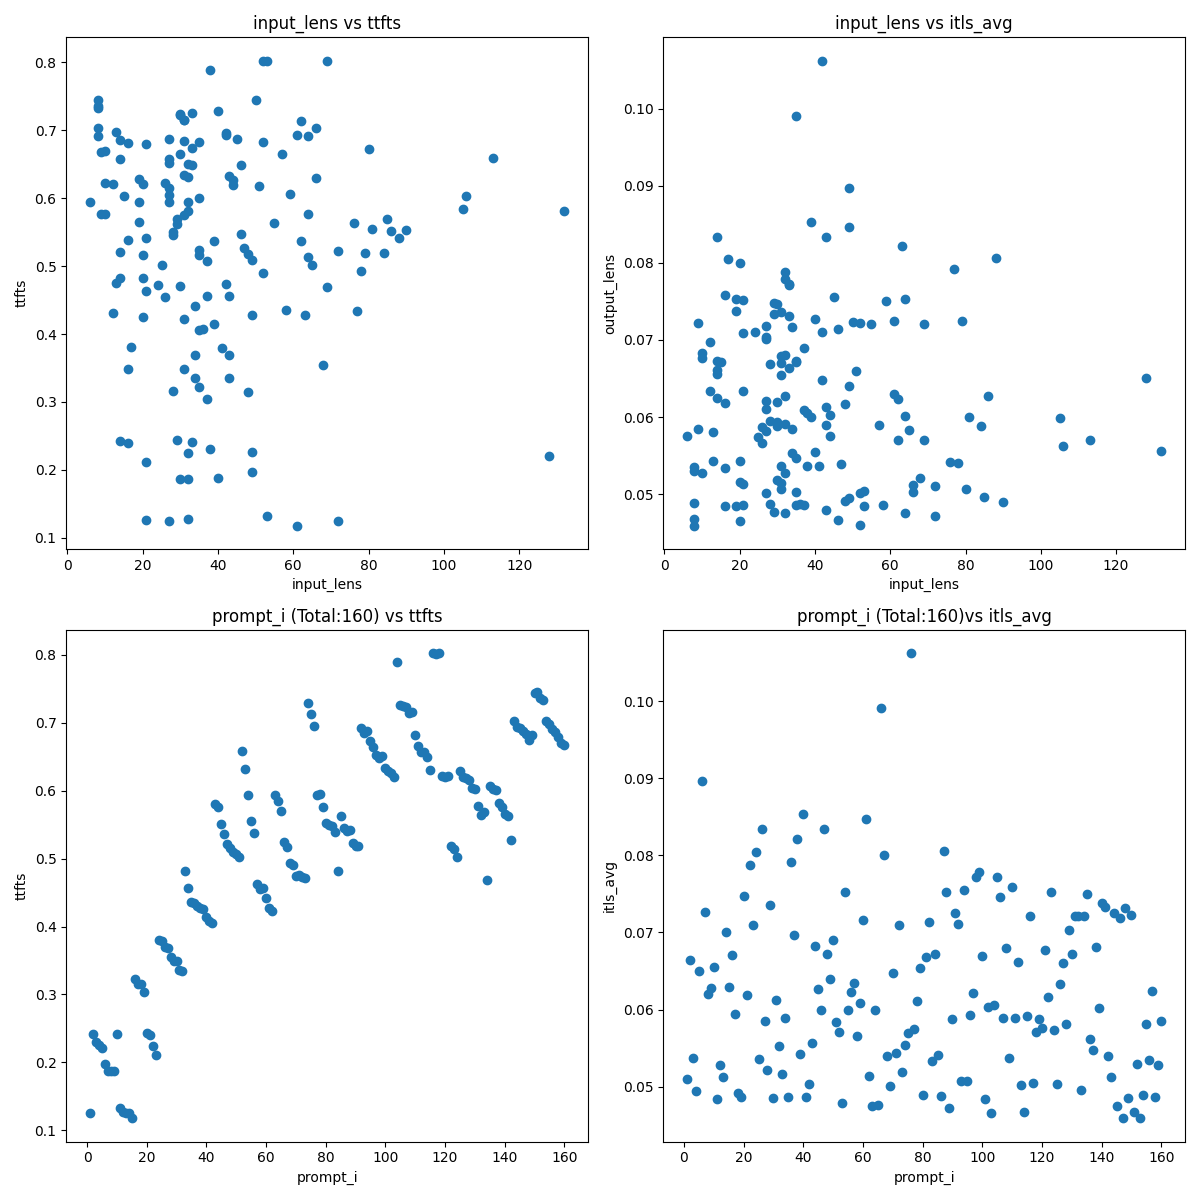 input_lens vs ttfts
ttfts
0.8
0.7
0.6
0.5
0.4
0.3
0.2
0.1
0 20 40 60 80 100 120
input_lens
input_lens vs itls_avg
output_lens
0.10
0.09
0.08
0.07
0.06
0.05
0 20 40 60 80 100 120
input_lens
prompt_i (Total:160) vs ttfts
ttfts
0.8
0.7
0.6
0.5
0.4
0.3
0.2
0.1
0 20 40 60 80 100 120 140 160
prompt_i
prompt_i (Total:160)vs itls_avg
itls_avg
0.10
0.09
0.08
0.07
0.06
0.05
0 20 40 60 80 100 120 140 160
prompt_i